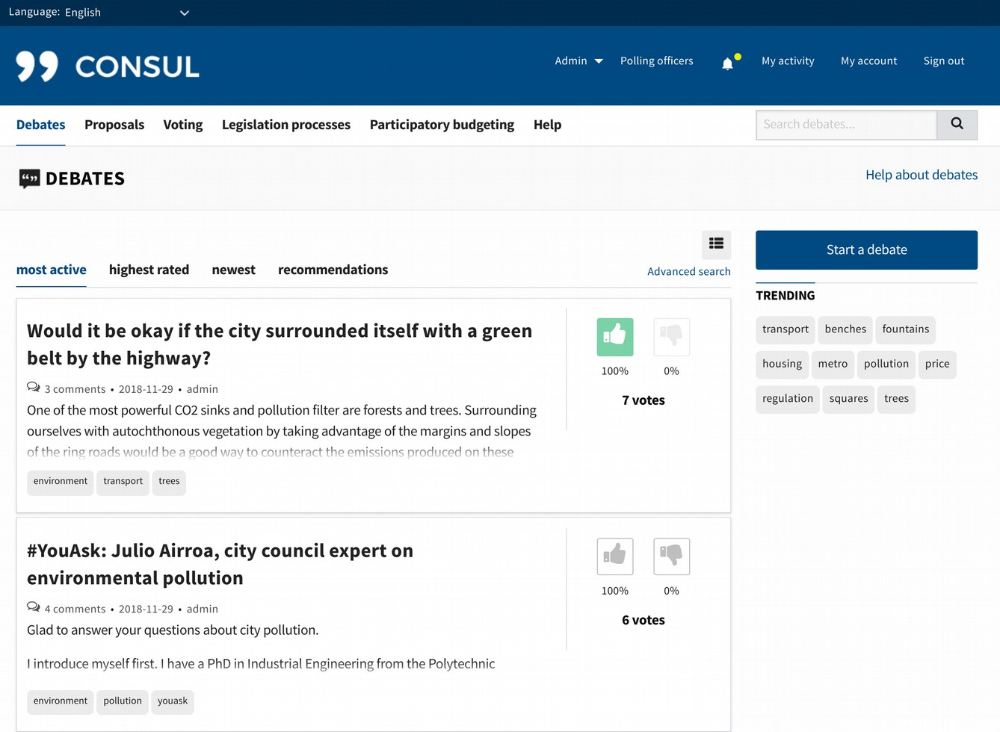 Language: English
CONSUL
Admin Polling officers My activity My account Sign out
Debates Proposals Voting Legislation processes Participatory budgeting Help
Search debates...
DEBATES
Help about debates
Start a debate
most active highest rated newest recommendations
Advanced search
Would it be okay if the city surrounded itself with a green
belt by the highway?
3 comments • 2018-11-29 • admin
One of the most powerful CO2 sinks and pollution filter are forests and trees. Surrounding
ourselves with autochthonous vegetation by taking advantage of the margins and slopes
of the ring roads would be a good way to counteract the emissions produced on these
environment transport trees
100% 0%
7 votes
#YouAsk: Julio Airroa, city council expert on
environmental pollution
4 comments • 2018-11-29 • admin
Glad to answer your questions about city pollution.
I introduce myself first. I have a PhD in Industrial Engineering from the Polytechnic
environment pollution youask
100% 0%
6 votes
TRENDING
transport benches fountains
housing metro pollution price
regulation squares trees